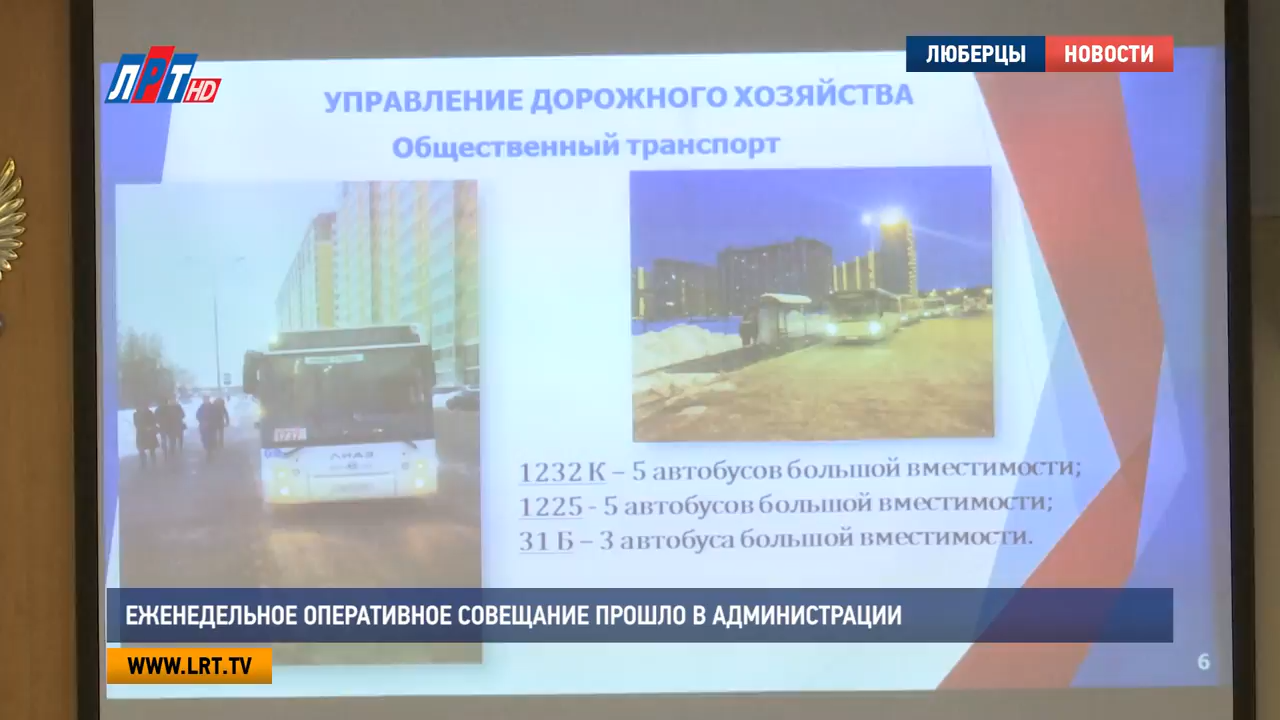 ЛРТ HD
ЛЮБЕРЦЫ НОВОСТИ
УПРАВЛЕНИЕ ДОРОЖНОГО ХОЗЯЙСТВА
Общественный транспорт
ЛИАЗ
1232 К – 5 автобусов большой вместимости;
1225 - 5 автобусов большой вместимости;
31 Б – 3 автобуса большой вместимости.
ЕЖЕНЕДЕЛЬНОЕ ОПЕРАТИВНОЕ СОВЕЩАНИЕ ПРОШЛО В АДМИНИСТРАЦИИ
WWW.LRT.TV
6